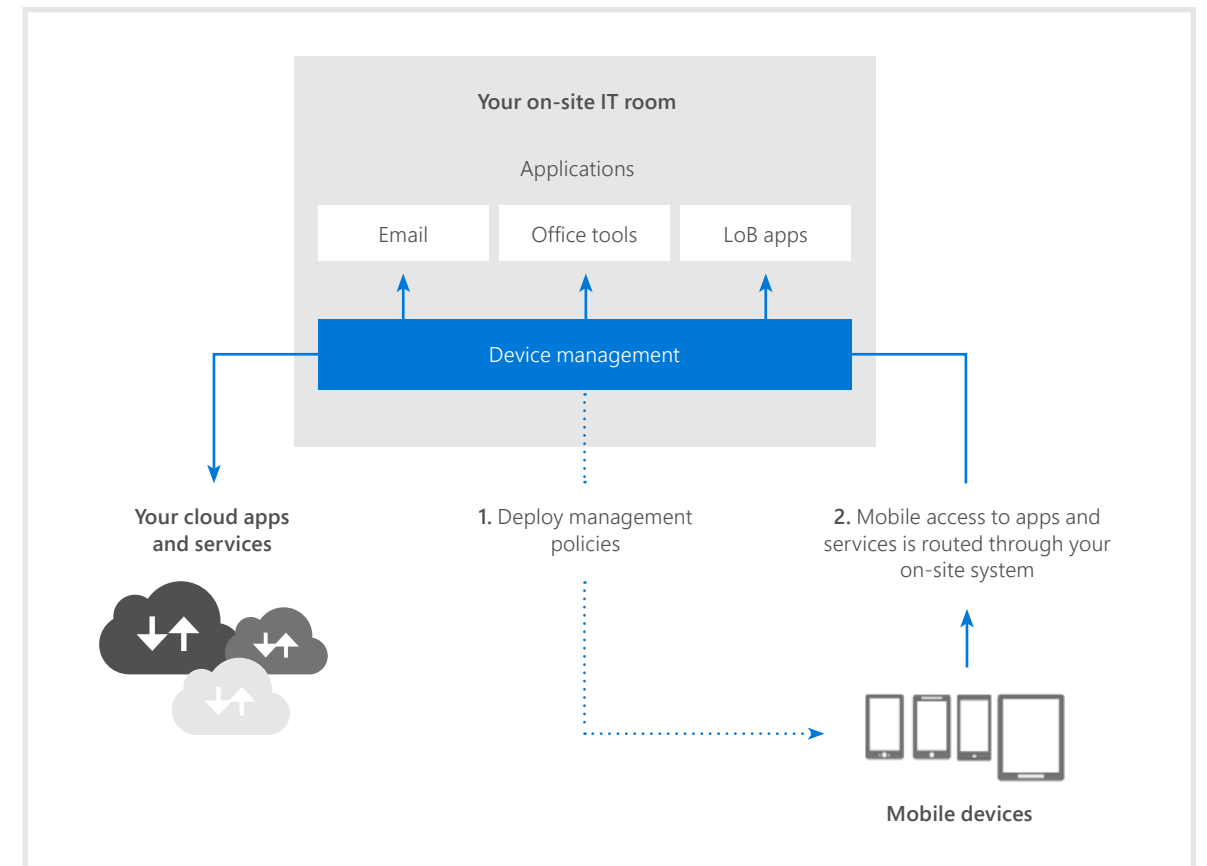 Your on-site IT room
Applications
Email
Office tools
LoB apps
Device management
Your cloud apps
and services
1. Deploy management
policies
2. Mobile access to apps and
services is routed through your
on-site system
Mobile devices